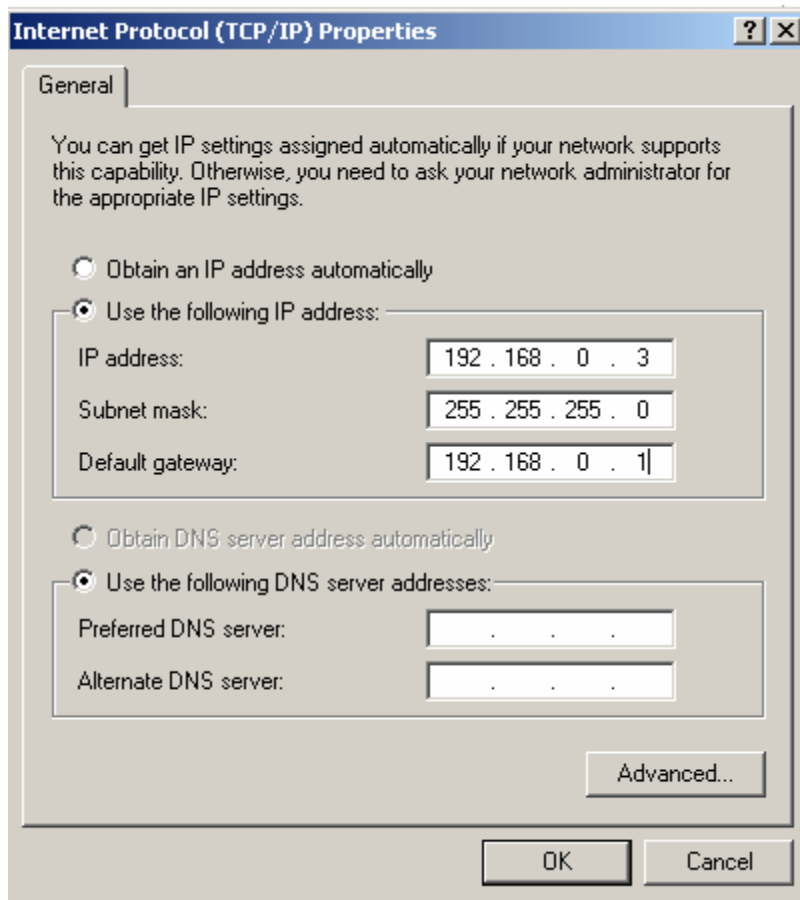 Internet Protocol (TCP/IP) Properties
General
You can get IP settings assigned automatically if your network supports
this capability. Otherwise, you need to ask your network administrator for
the appropriate IP settings.
Obtain an IP address automatically
Use the following IP address:
IP address: 192 . 168 . 0 . 3
Subnet mask: 255 . 255 . 255 . 0
Default gateway: 192 . 168 . 0 . 1
Obtain DNS server address automatically
Use the following DNS server addresses:
Preferred DNS server: . . .
Alternate DNS server: . . .
Advanced...
OK Cancel